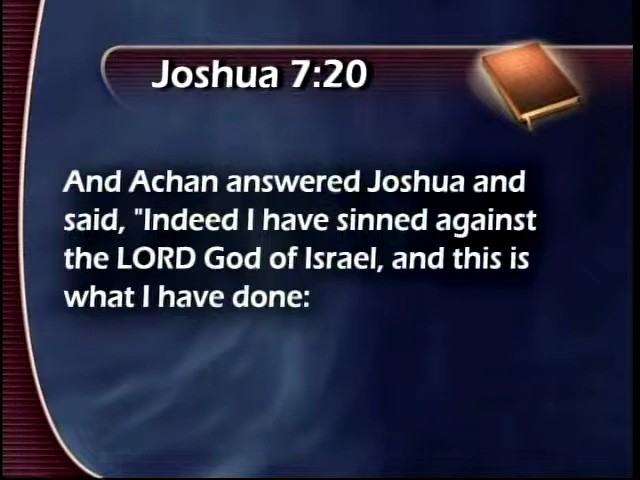 Joshua 7:20
And Achan answered Joshua and
said, "Indeed I have sinned against
the LORD God of Israel, and this is
what I have done: